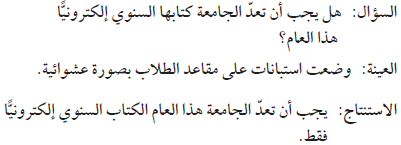 السؤال: هل يجب أن تعدّ الجامعة كتابها السنوي إلكترونيًّا
هذا العام؟
العينة: وضعت استبانات على مقاعد الطلاب بصورة عشوائية.
الاستنتاج: يجب أن تعدّ الجامعة هذا العام الكتاب السنوي إلكترونيًّا
فقط.